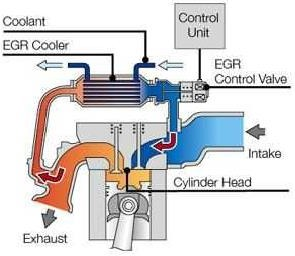 Coolant
Control
Unit
EGR Cooler
EGR
Control Valve
Intake
Cylinder Head
Exhaust